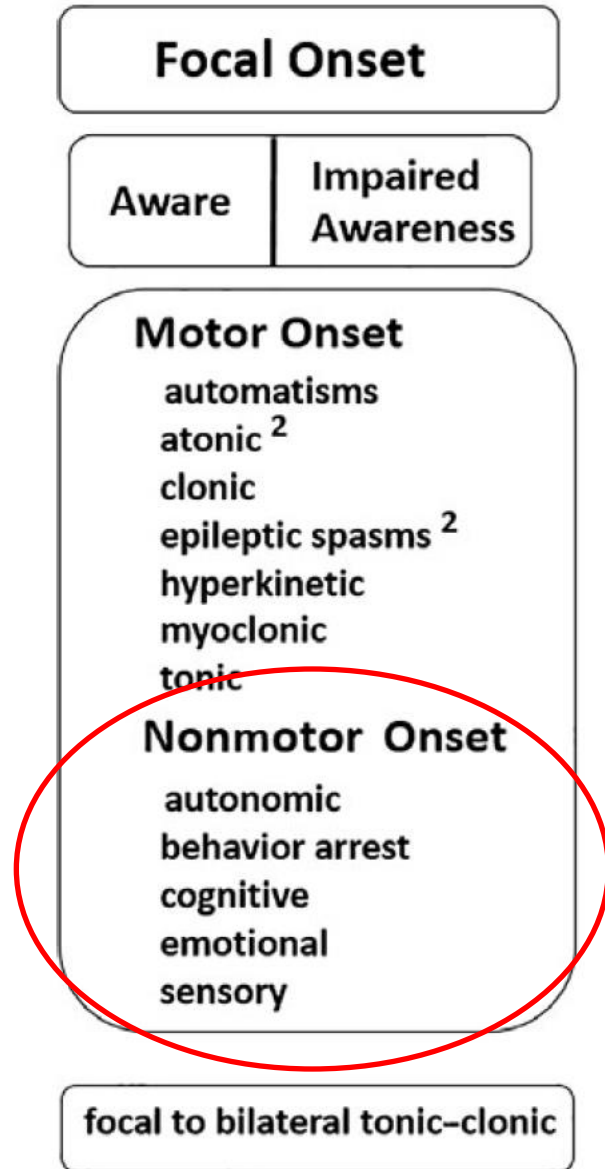 Focal Onset
Aware
Impaired
Awareness
Motor Onset
automatisms
atonic 2
clonic
epileptic spasms 2
hyperkinetic
myoclonic
tonic
Nonmotor Onset
autonomic
behavior arrest
cognitive
emotional
sensory
focal to bilateral tonic–clonic